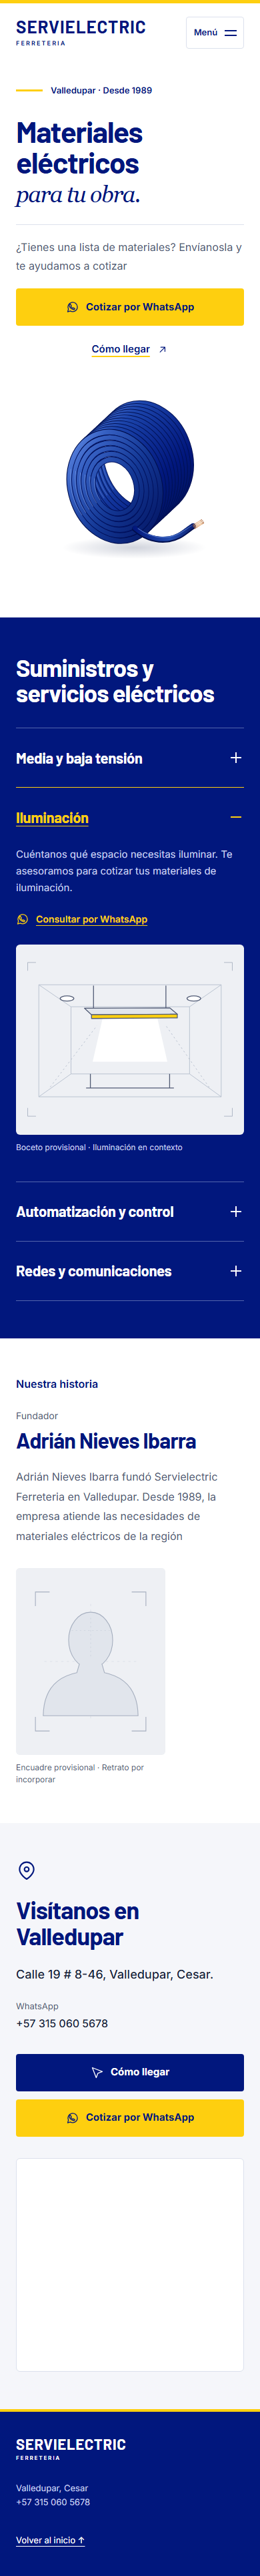 SERVIELECTRIC
FERRETERIA
Menú
Valledupar · Desde 1989
Materiales
eléctricos
para tu obra.
¿Tienes una lista de materiales? Envíanosla y
te ayudamos a cotizar
Cotizar por WhatsApp
Cómo llegar
Suministros y
servicios eléctricos
Media y baja tensión
Iluminación
Cuéntanos qué espacio necesitas iluminar. Te
asesoramos para cotizar tus materiales de
iluminación.
Consultar por WhatsApp
Boceto provisional · Iluminación en contexto
Automatización y control
Redes y comunicaciones
Nuestra historia
Fundador
Adrián Nieves Ibarra
Adrián Nieves Ibarra fundó Servielectric
Ferreteria en Valledupar. Desde 1989, la
empresa atiende las necesidades de
materiales eléctricos de la región
Encuadre provisional · Retrato por
incorporar
Visítanos en
Valledupar
Calle 19 # 8-46, Valledupar, Cesar.
WhatsApp
+57 315 060 5678
Cómo llegar
Cotizar por WhatsApp
SERVIELECTRIC
FERRETERIA
Valledupar, Cesar
+57 315 060 5678
Volver al inicio ↑